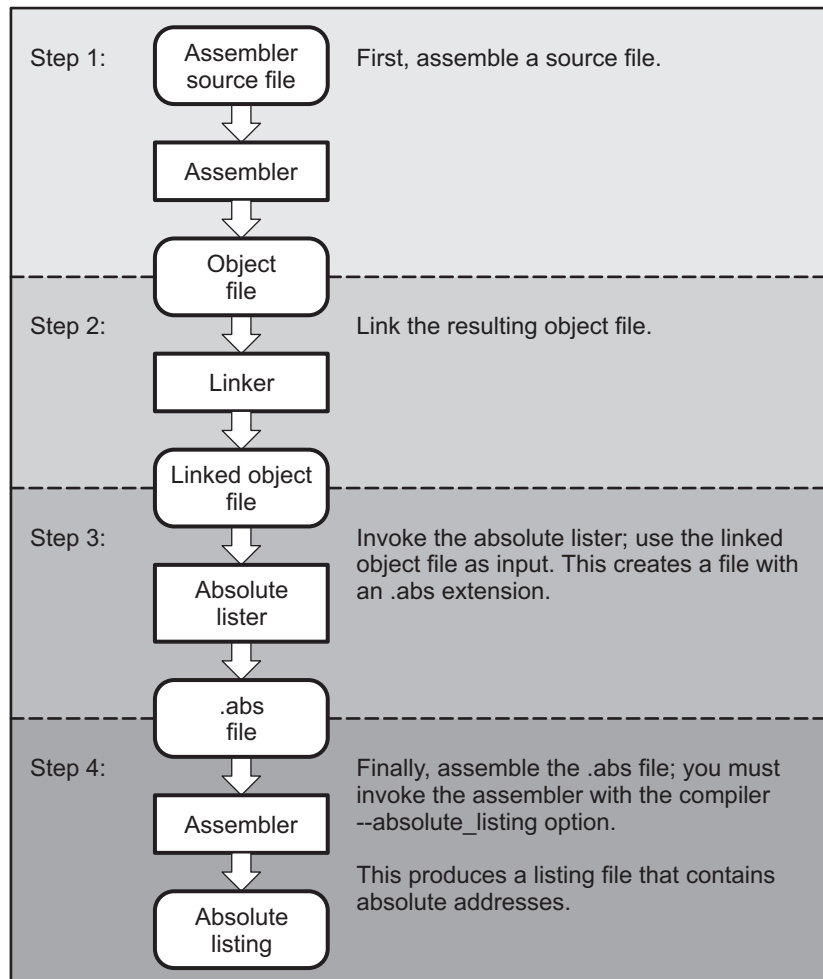 Step 1:
Assembler
source file
First, assemble a source file.
Assembler
Object
file
Step 2:
Link the resulting object file.
Linker
Linked object
file
Step 3:
Invoke the absolute lister; use the linked
object file as input. This creates a file with
an .abs extension.
Absolute
lister
.abs
file
Step 4:
Finally, assemble the .abs file; you must
invoke the assembler with the compiler
--absolute_listing option.
Assembler
This produces a listing file that contains
absolute addresses.
Absolute
listing